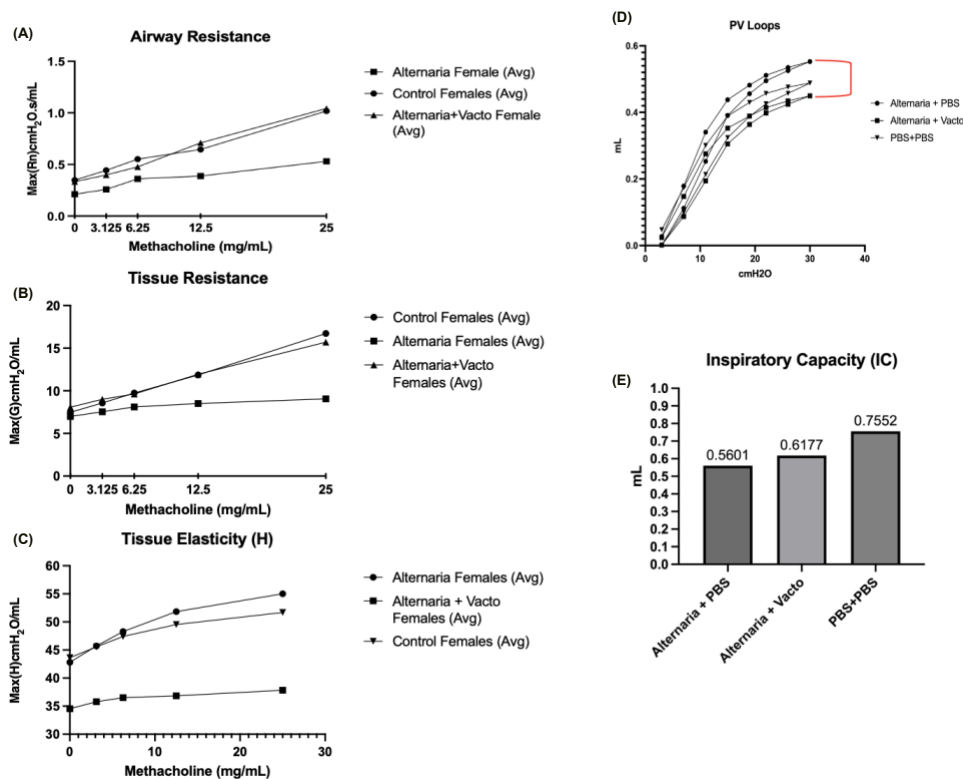 (A)
Airway Resistance
Max(Rn)cmH₂O.s/mL
1.5
1.0
0.5
0.0
0 3.125 6.25 12.5 25
Methacholine (mg/mL)
Alternaria Female (Avg)
Control Females (Avg)
Alternaria+Vacto Female
(Avg)
(B)
Tissue Resistance
Max(G)cmH₂O/mL
20
15
10
5
0
0 3.125 6.25 12.5 25
Methacholine (mg/mL)
Control Females (Avg)
Alternaria Females (Avg)
Alternaria+Vacto
Females (Avg)
(C)
Tissue Elasticity (H)
Max(H)cmH₂O/mL
60
55
50
45
40
35
30
0 10 20 30
Methacholine (mg/mL)
Alternaria Females (Avg)
Alternaria + Vacto
Females (Avg)
Control Females (Avg)
(D)
PV Loops
mL
0.6
0.4
0.2
0.0
0 10 20 30 40
cmH2O
Alternaria + PBS
Alternaria + Vacto
PBS+PBS
(E)
Inspiratory Capacity (IC)
mL
1.0
0.9
0.8
0.7
0.6
0.5
0.4
0.3
0.2
0.1
0.0
0.5601
0.6177
0.7552
Alternaria + PBS
Alternaria + Vacto
PBS+PBS